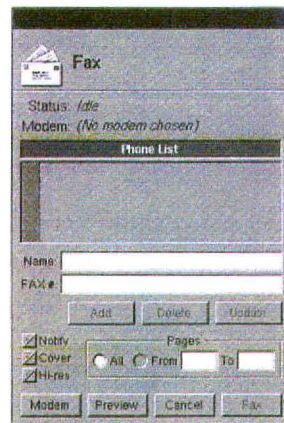 Fax
Status: Idle
Modem: (No modem chosen)
Phone List
Name:
FAX #:
Add Delete Update
Notify
Pages
Cover
All From To
Hi-res
Modem Preview Cancel Fax